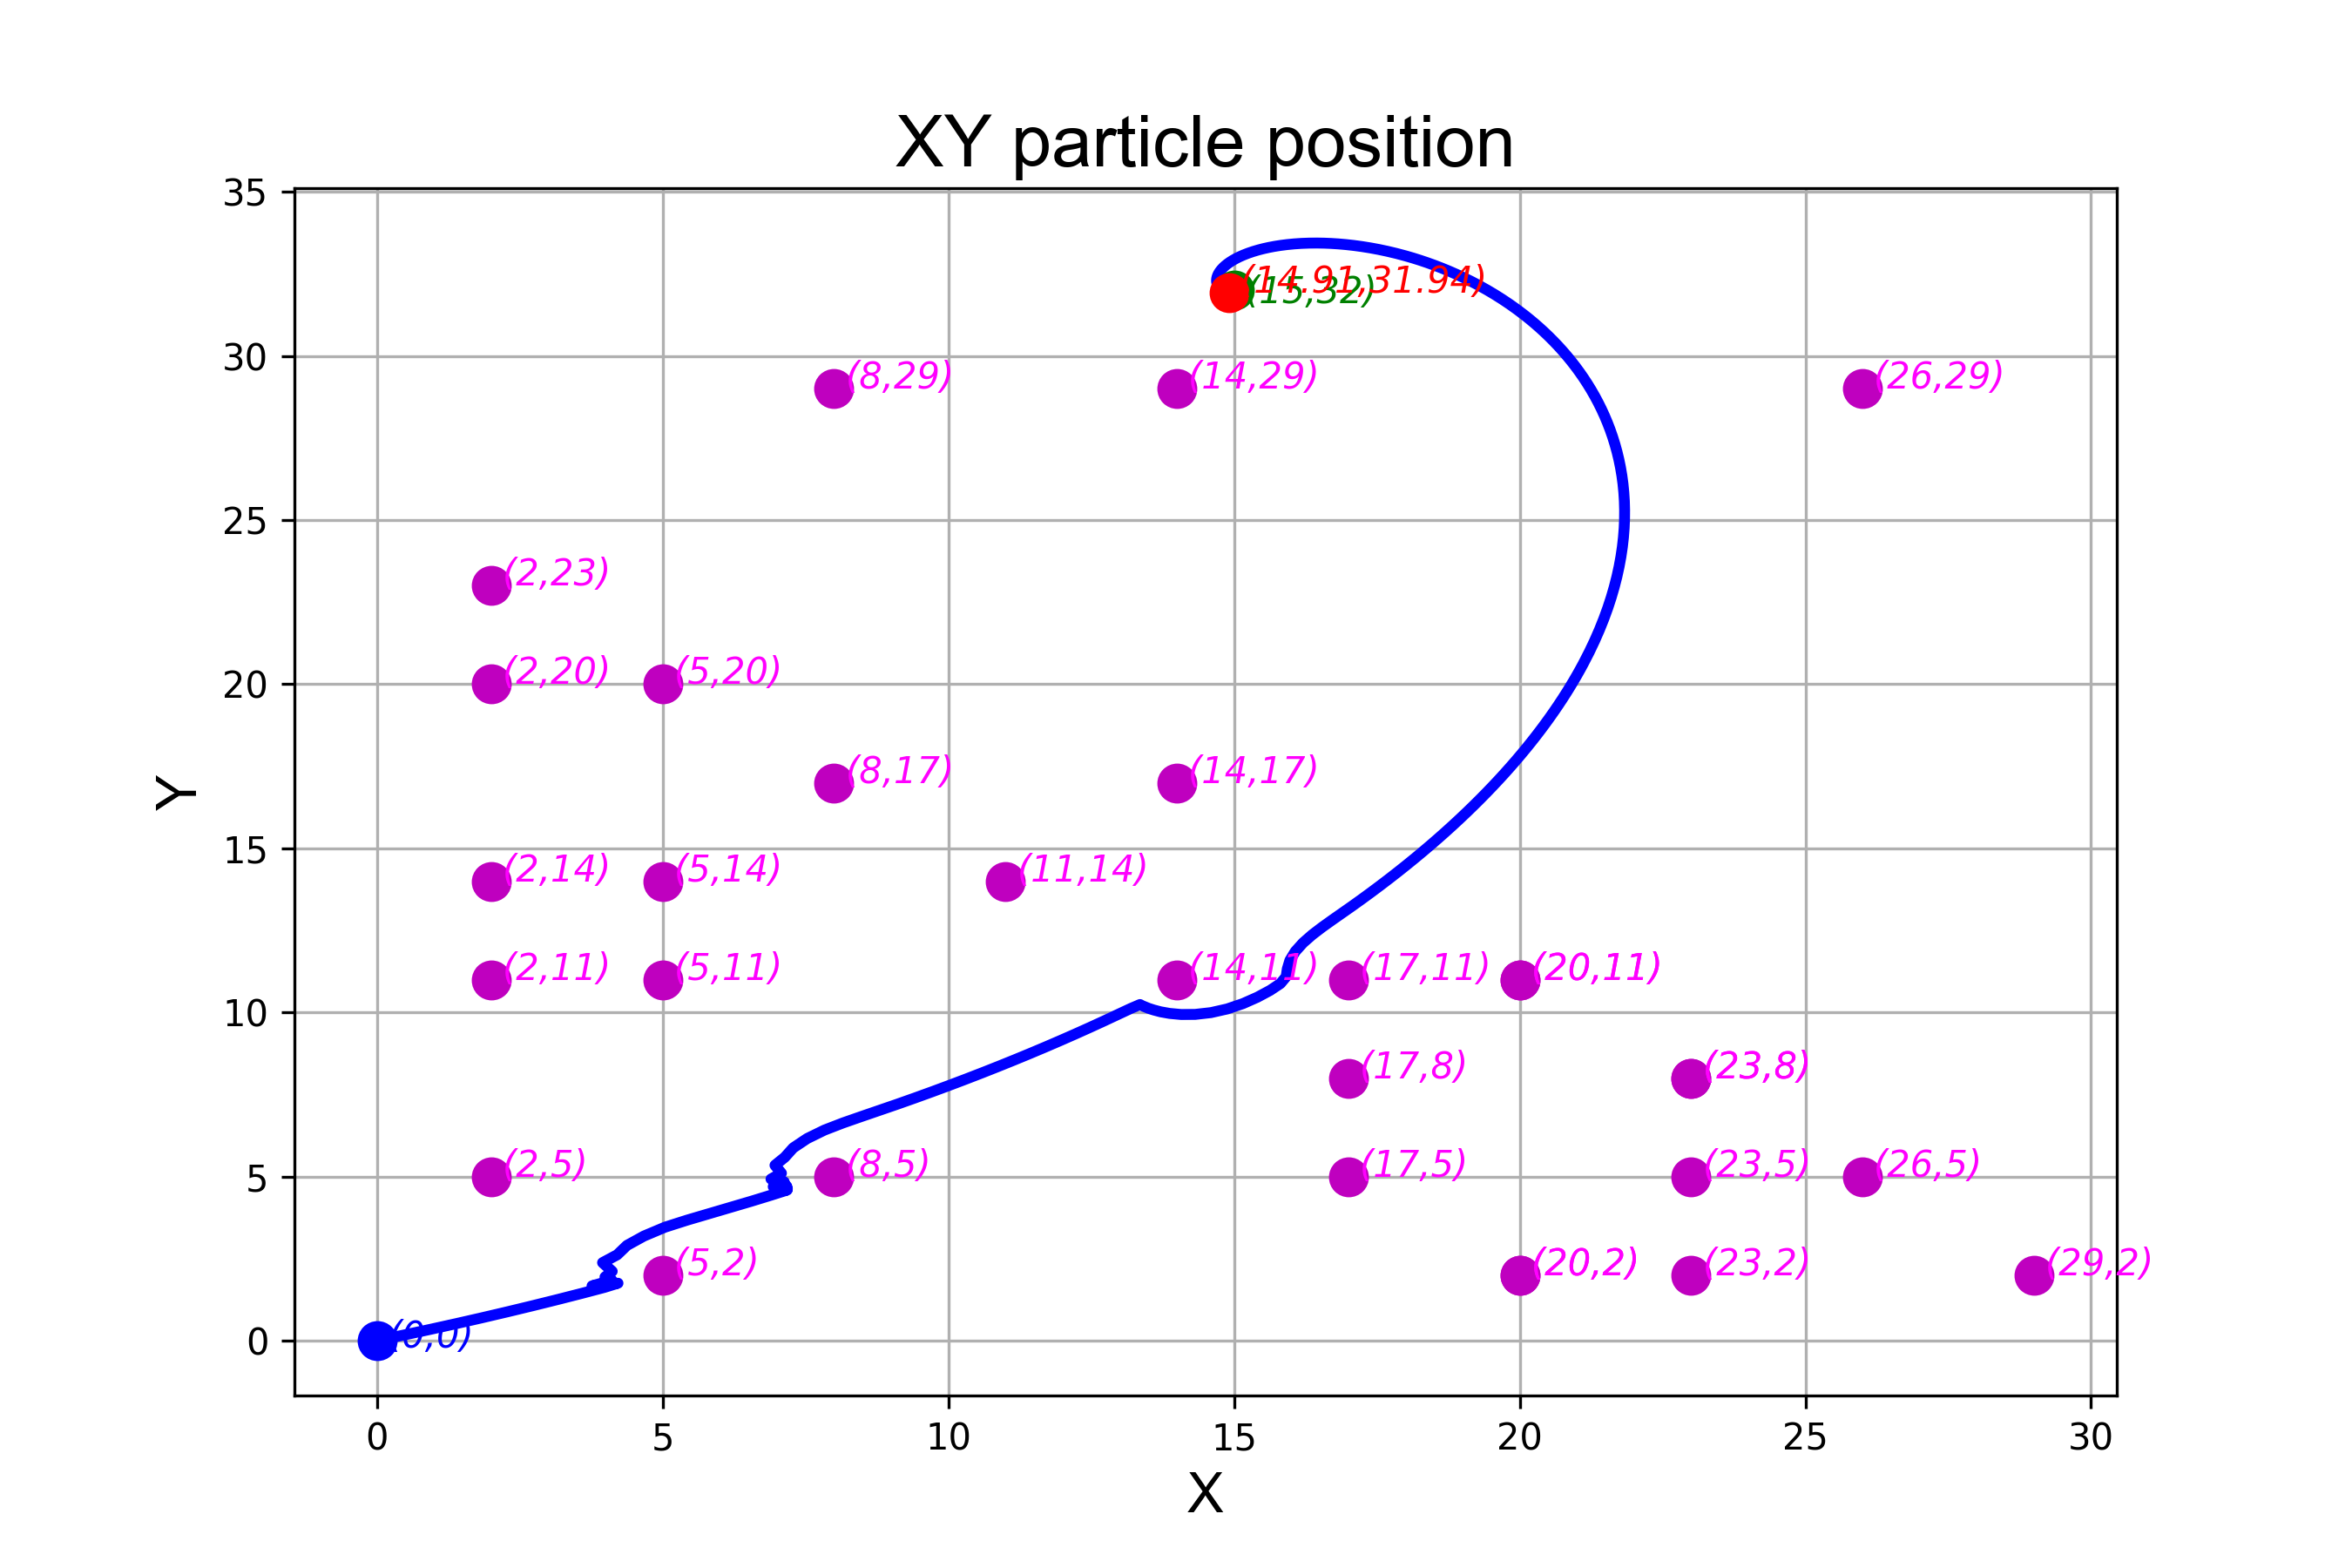 XY particle position
35
(14.91,31.94)
(15,32)
30
(8,29) (14,29) (26,29)
25
(2,23)
20 (2,20) (5,20)
(8,17) (14,17)
Y
15
(2,14) (5,14) (11,14)
(2,11) (5,11) (14,11) (17,11) (20,11)
10
(17,8) (23,8)
5 (2,5) (8,5) (17,5) (23,5) (26,5)
(5,2) (20,2) (23,2) (29,2)
0 (0,0)
0 5 10 15 20 25 30
X